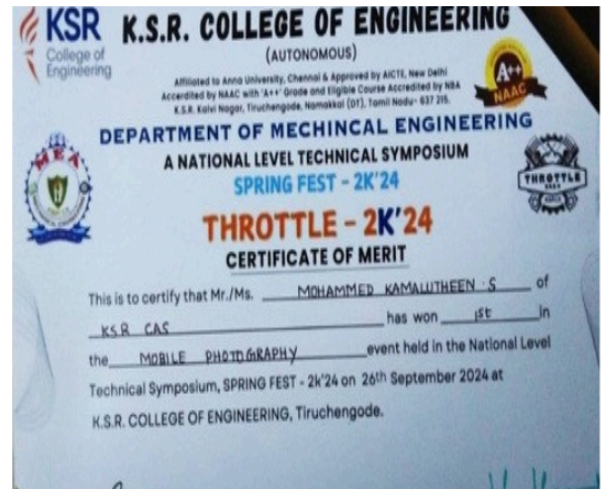 KSR K.S.R. COLLEGE OF ENGINEERING
College of
Engineering
(AUTONOMOUS)
Affiliated to Anna University, Chennai & Approved by AICTE, New Delhi
Accerdited by NAAC with 'A++' Grade and Eligible Course Accredited by NBA
K.S.R. Kalvi Nagar, Tiruchengode, Namakkal (DT), Tamil Nadu- 637 215.
A++
NAAC
DEPARTMENT OF MECHINCAL ENGINEERING
MEA
A NATIONAL LEVEL TECHNICAL SYMPOSIUM
SPRING FEST - 2K'24
THROTTLE
THROTTLE - 2K'24
CERTIFICATE OF MERIT
This is to certify that Mr./Ms. MOHAMMED KAMALUTHEEN S of
KSR CAS has won 1st in
the MOBILE PHOTOGRAPHY event held in the National Level
Technical Symposium, SPRING FEST - 2k'24 on 26th September 2024 at
K.S.R. COLLEGE OF ENGINEERING, Tiruchengode.